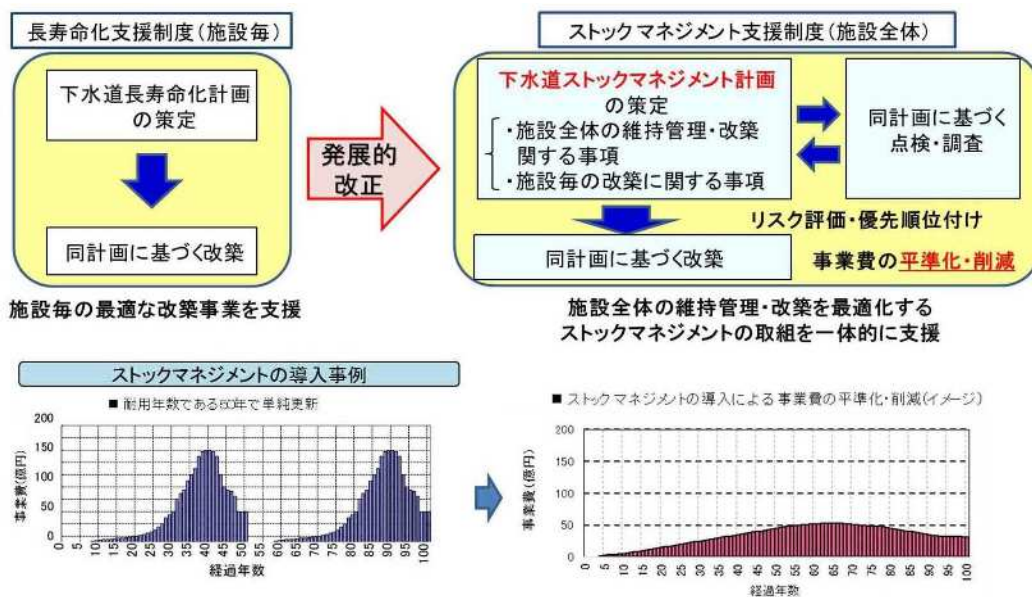 長寿命化支援制度(施設毎)
下水道長寿命化計画
の策定
同計画に基づく改築
施設毎の最適な改築事業を支援
発展的
改正
ストックマネジメント支援制度(施設全体)
下水道ストックマネジメント計画
の策定
・施設全体の維持管理・改築
関する事項
・施設毎の改築に関する事項
同計画に基づく
点検・調査
リスク評価・優先順位付け
同計画に基づく改築
事業費の平準化・削減
施設全体の維持管理・改築を最適化する
ストックマネジメントの取組を一体的に支援
ストックマネジメントの導入事例
■ 耐用年数である50年で単純更新
事業費(億円)
200
150
100
50
0
0 5 10 15 20 25 30 35 40 45 50 55 60 65 70 75 80 85 90 95 100
経過年数
■ ストックマネジメントの導入による事業費の平準化・削減(イメージ)
事業費(億円)
200
150
100
50
0
0 5 10 15 20 25 30 35 40 45 50 55 60 65 70 75 80 85 90 95 100
経過年数